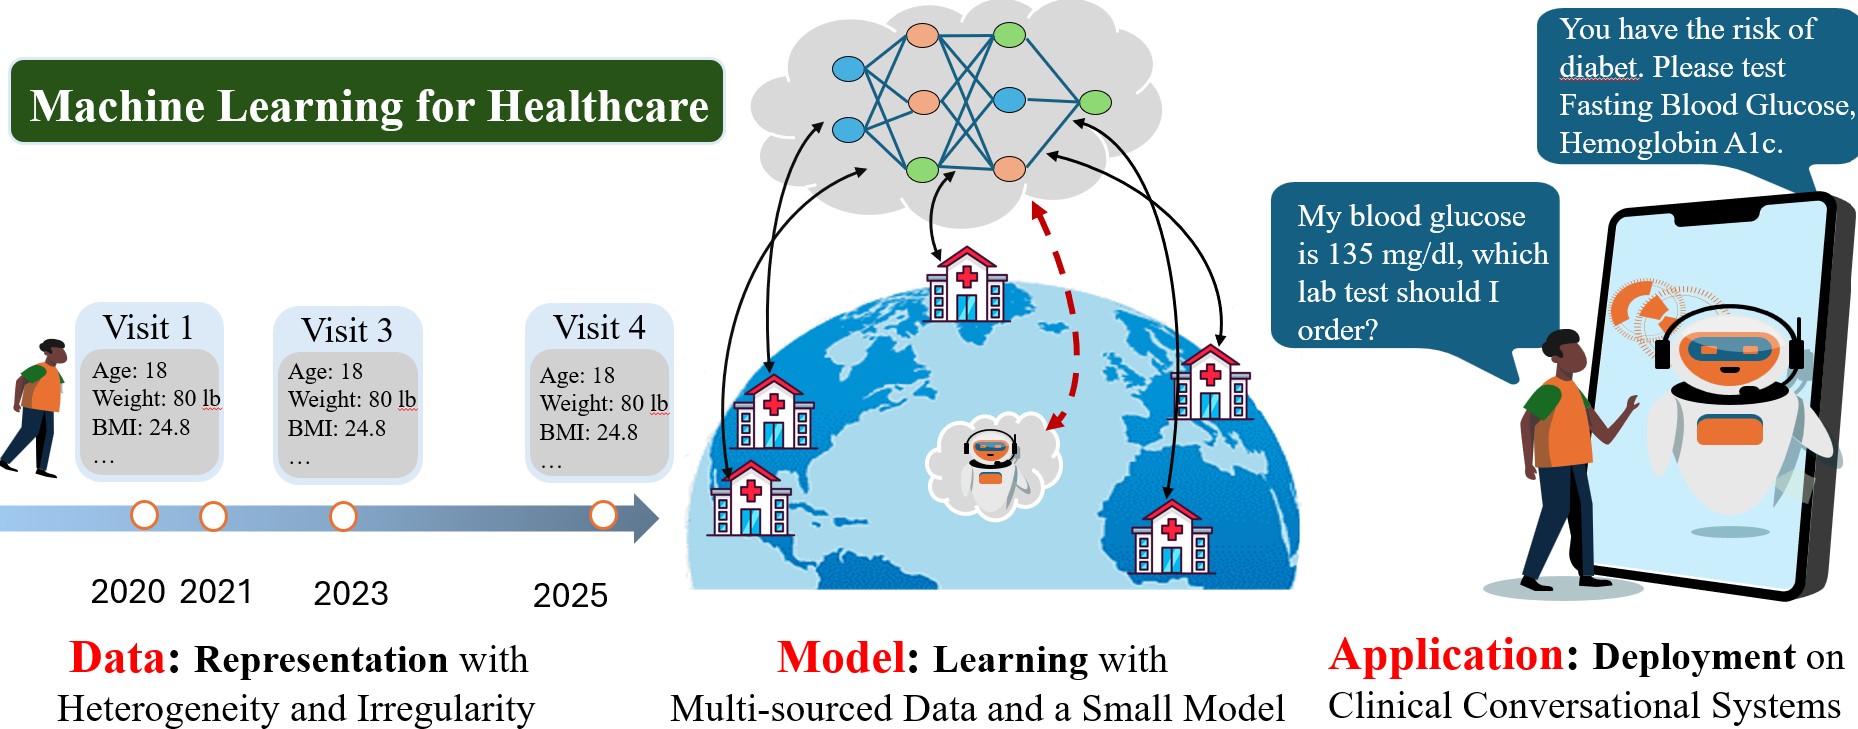 Machine Learning for Healthcare
Visit 1
Age: 18
Weight: 80 lb
BMI: 24.8
...
Visit 3
Age: 18
Weight: 80 lb
BMI: 24.8
...
Visit 4
Age: 18
Weight: 80 lb
BMI: 24.8
...
2020 2021 2023 2025
Data: Representation with
Heterogeneity and Irregularity
Model: Learning with
Multi-sourced Data and a Small Model
My blood glucose
is 135 mg/dl, which
lab test should I
order?
You have the risk of
diabet. Please test
Fasting Blood Glucose,
Hemoglobin A1c.
Application: Deployment on
Clinical Conversational Systems